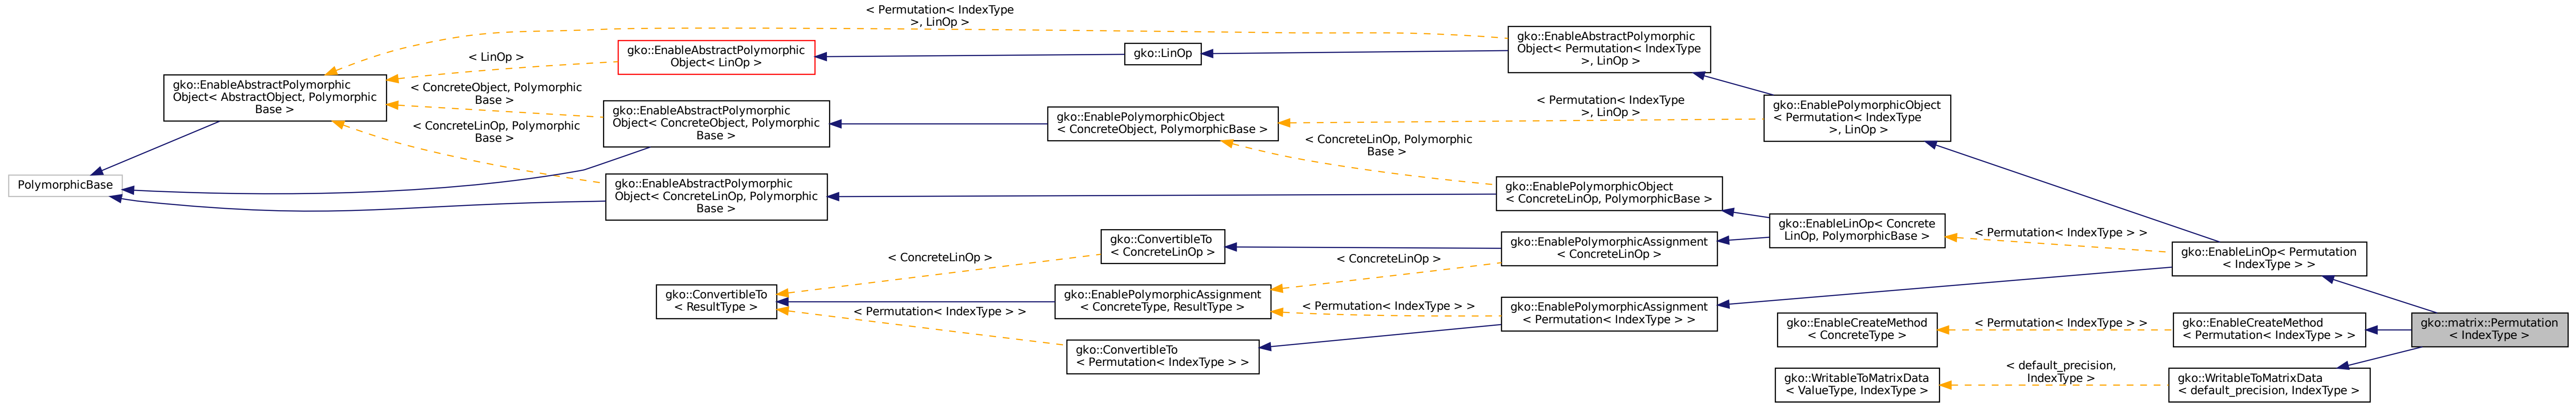 PolymorphicBase
gko::EnableAbstractPolymorphic
Object< AbstractObject, Polymorphic
Base >
< Permutation< IndexType
>, LinOp >
< LinOp >
< ConcreteObject, Polymorphic
Base >
< ConcreteLinOp, Polymorphic
Base >
gko::EnableAbstractPolymorphic
Object< LinOp >
gko::EnableAbstractPolymorphic
Object< ConcreteObject, Polymorphic
Base >
gko::EnableAbstractPolymorphic
Object< ConcreteLinOp, Polymorphic
Base >
gko::ConvertibleTo
< ResultType >
< ConcreteLinOp >
< Permutation< IndexType > >
gko::LinOp
gko::EnablePolymorphicObject
< ConcreteObject, PolymorphicBase >
gko::ConvertibleTo
< ConcreteLinOp >
gko::EnablePolymorphicAssignment
< ConcreteType, ResultType >
gko::ConvertibleTo
< Permutation< IndexType > >
< Permutation< IndexType
>, LinOp >
< ConcreteLinOp, Polymorphic
Base >
< ConcreteLinOp >
< Permutation< IndexType > >
gko::EnableAbstractPolymorphic
Object< Permutation< IndexType
>, LinOp >
gko::EnablePolymorphicObject
< ConcreteLinOp, PolymorphicBase >
gko::EnablePolymorphicAssignment
< ConcreteLinOp >
gko::EnablePolymorphicAssignment
< Permutation< IndexType > >
gko::EnablePolymorphicObject
< Permutation< IndexType
>, LinOp >
gko::EnableLinOp< Concrete
LinOp, PolymorphicBase >
gko::EnableCreateMethod
< ConcreteType >
gko::WritableToMatrixData
< ValueType, IndexType >
< Permutation< IndexType > >
< Permutation< IndexType > >
< default_precision,
IndexType >
gko::EnableLinOp< Permutation
< IndexType > >
gko::EnableCreateMethod
< Permutation< IndexType > >
gko::WritableToMatrixData
< default_precision, IndexType >
gko::matrix::Permutation
< IndexType >